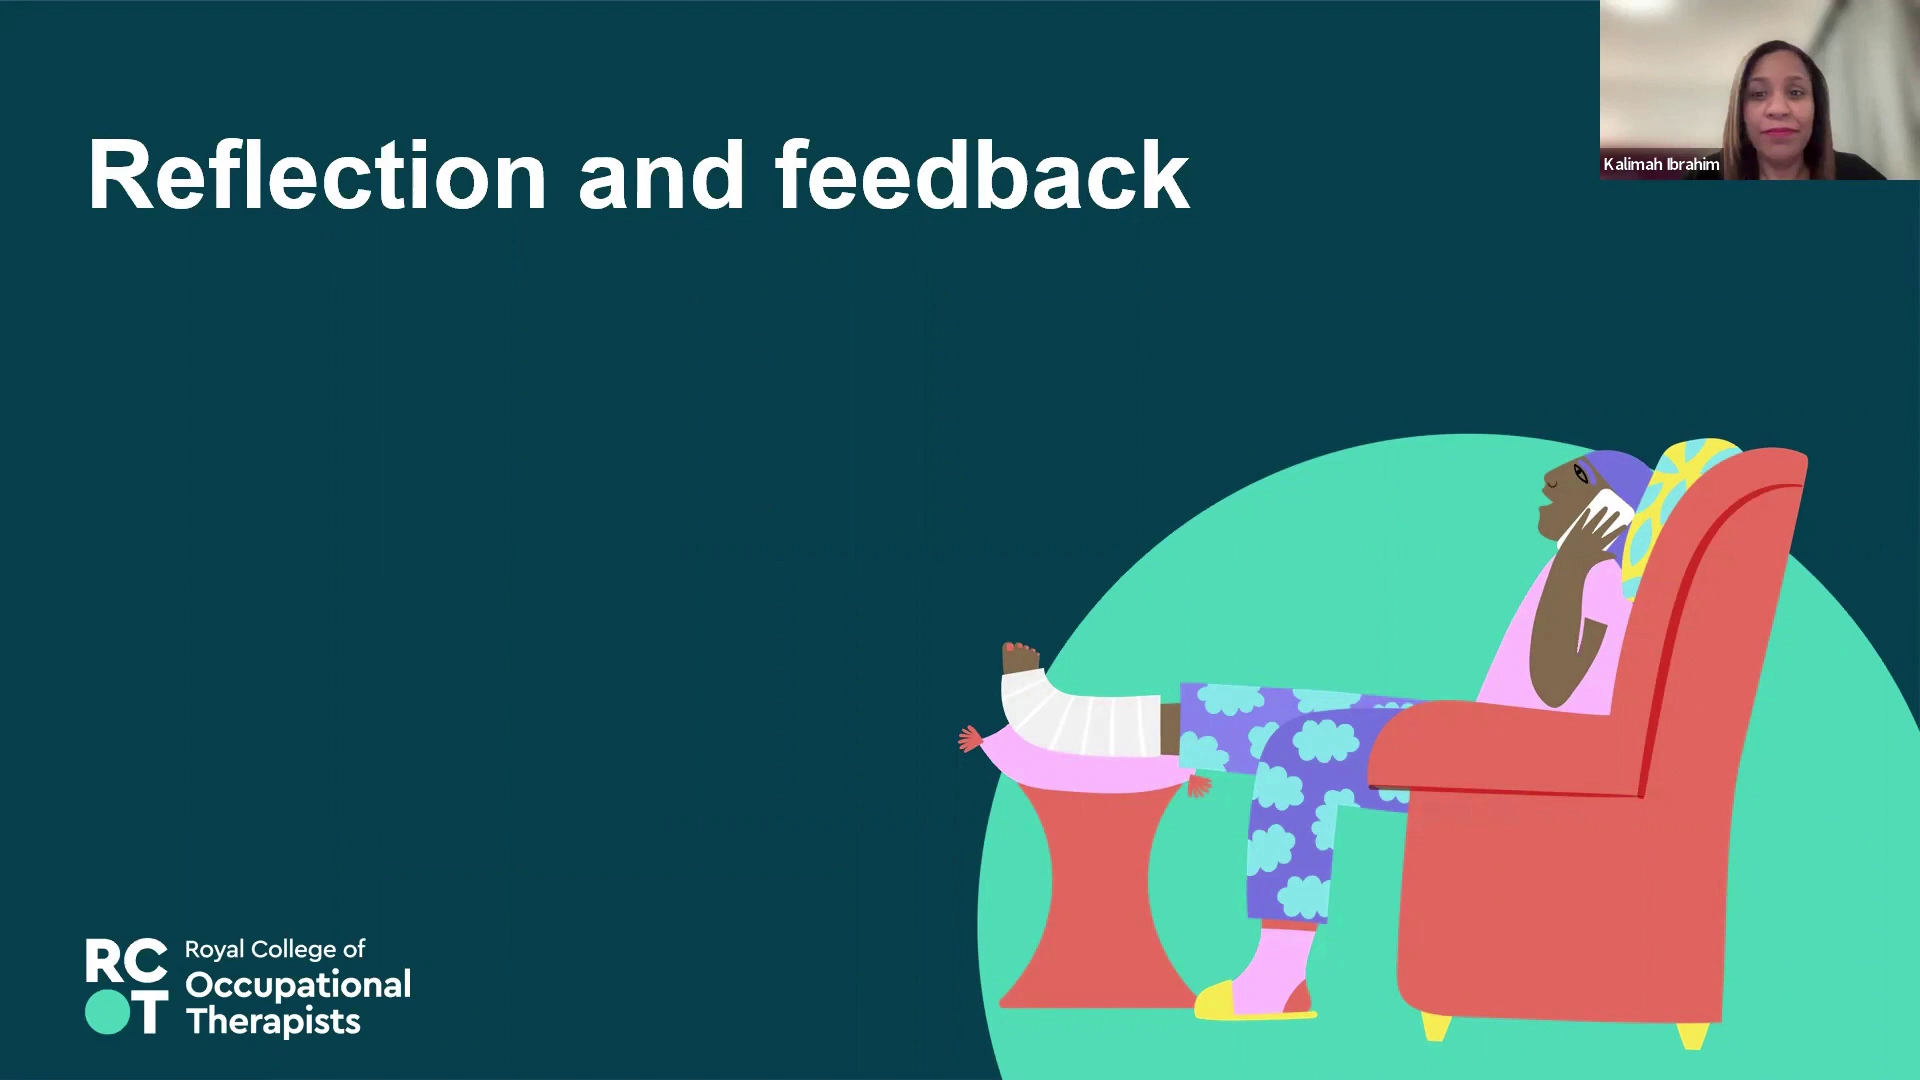 Reflection and feedback
Kalimah Ibrahim
RC
OT
Royal College of
Occupational
Therapists